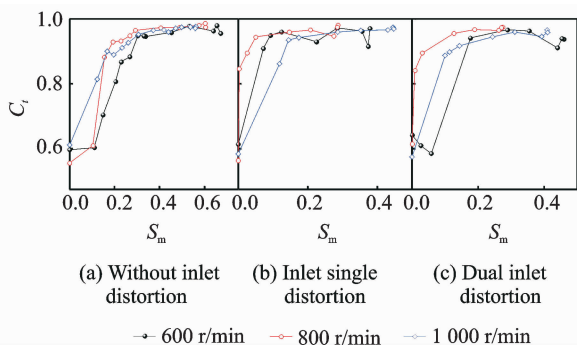 1.0
0.9
0.8
0.6
C_t
0.0 0.2 0.4 0.6 0.0 0.2 0.4 0.0 0.2 0.4
S_m S_m S_m
(a) Without inlet distortion
(b) Inlet single distortion
(c) Dual inlet distortion
600 r/min 800 r/min 1 000 r/min